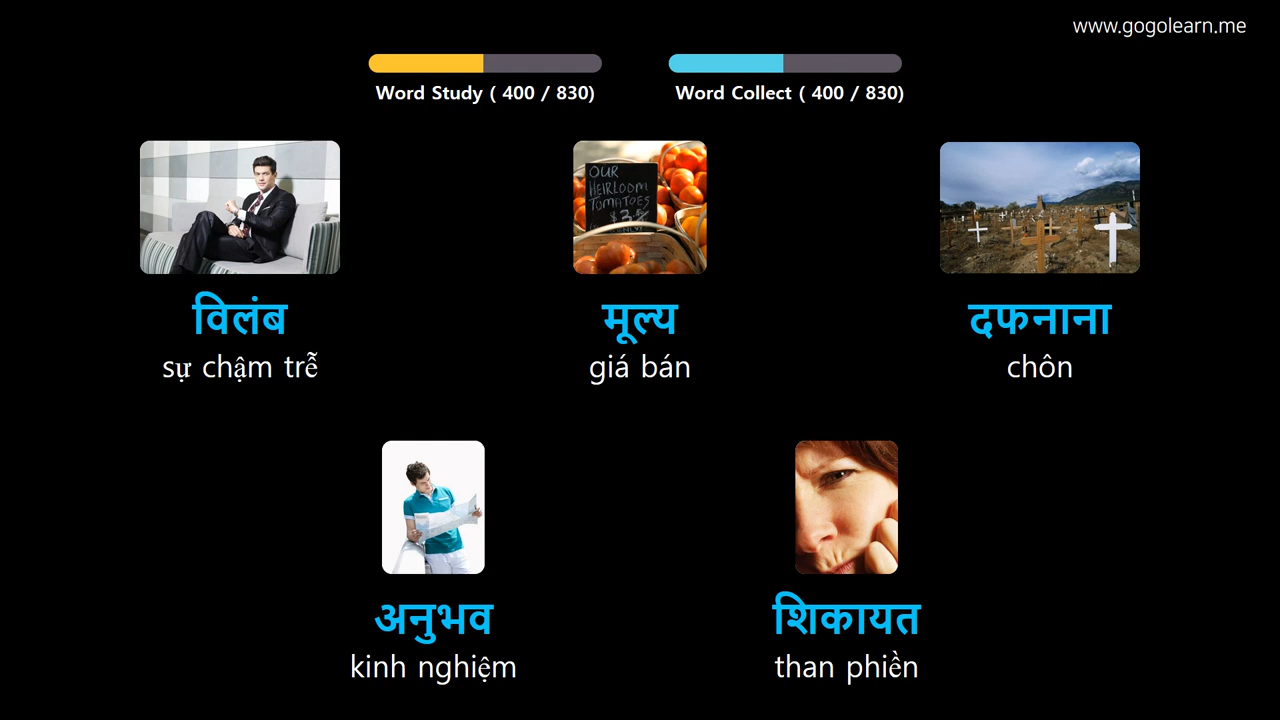 www.gogolearn.me
Word Study ( 400 / 830)
Word Collect ( 400 / 830)
OUR
HEIRLOOM
TOMATOES
विलंब
sự chậm trễ
मूल्य
giá bán
दफनाना
chôn
अनुभव
kinh nghiệm
शिकायत
than phiền